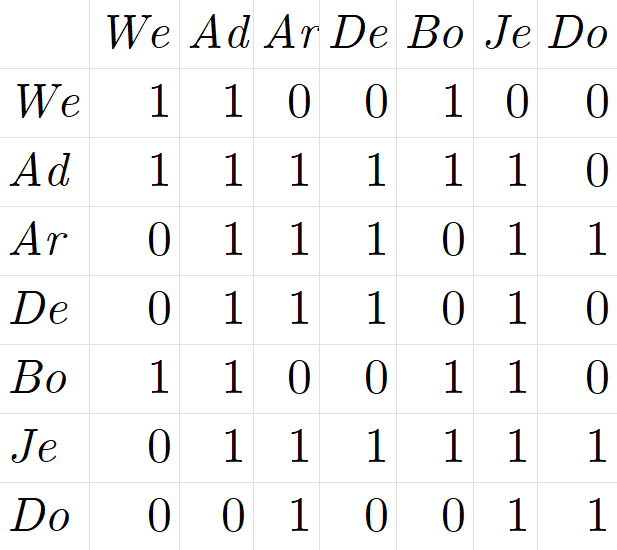 We Ad Ar De Bo Je Do
We 1 1 0 0 1 0 0
Ad 1 1 1 1 1 1 0
Ar 0 1 1 1 0 1 1
De 0 1 1 1 0 1 0
Bo 1 1 0 0 1 1 0
Je 0 1 1 1 1 1 1
Do 0 0 1 0 0 1 1